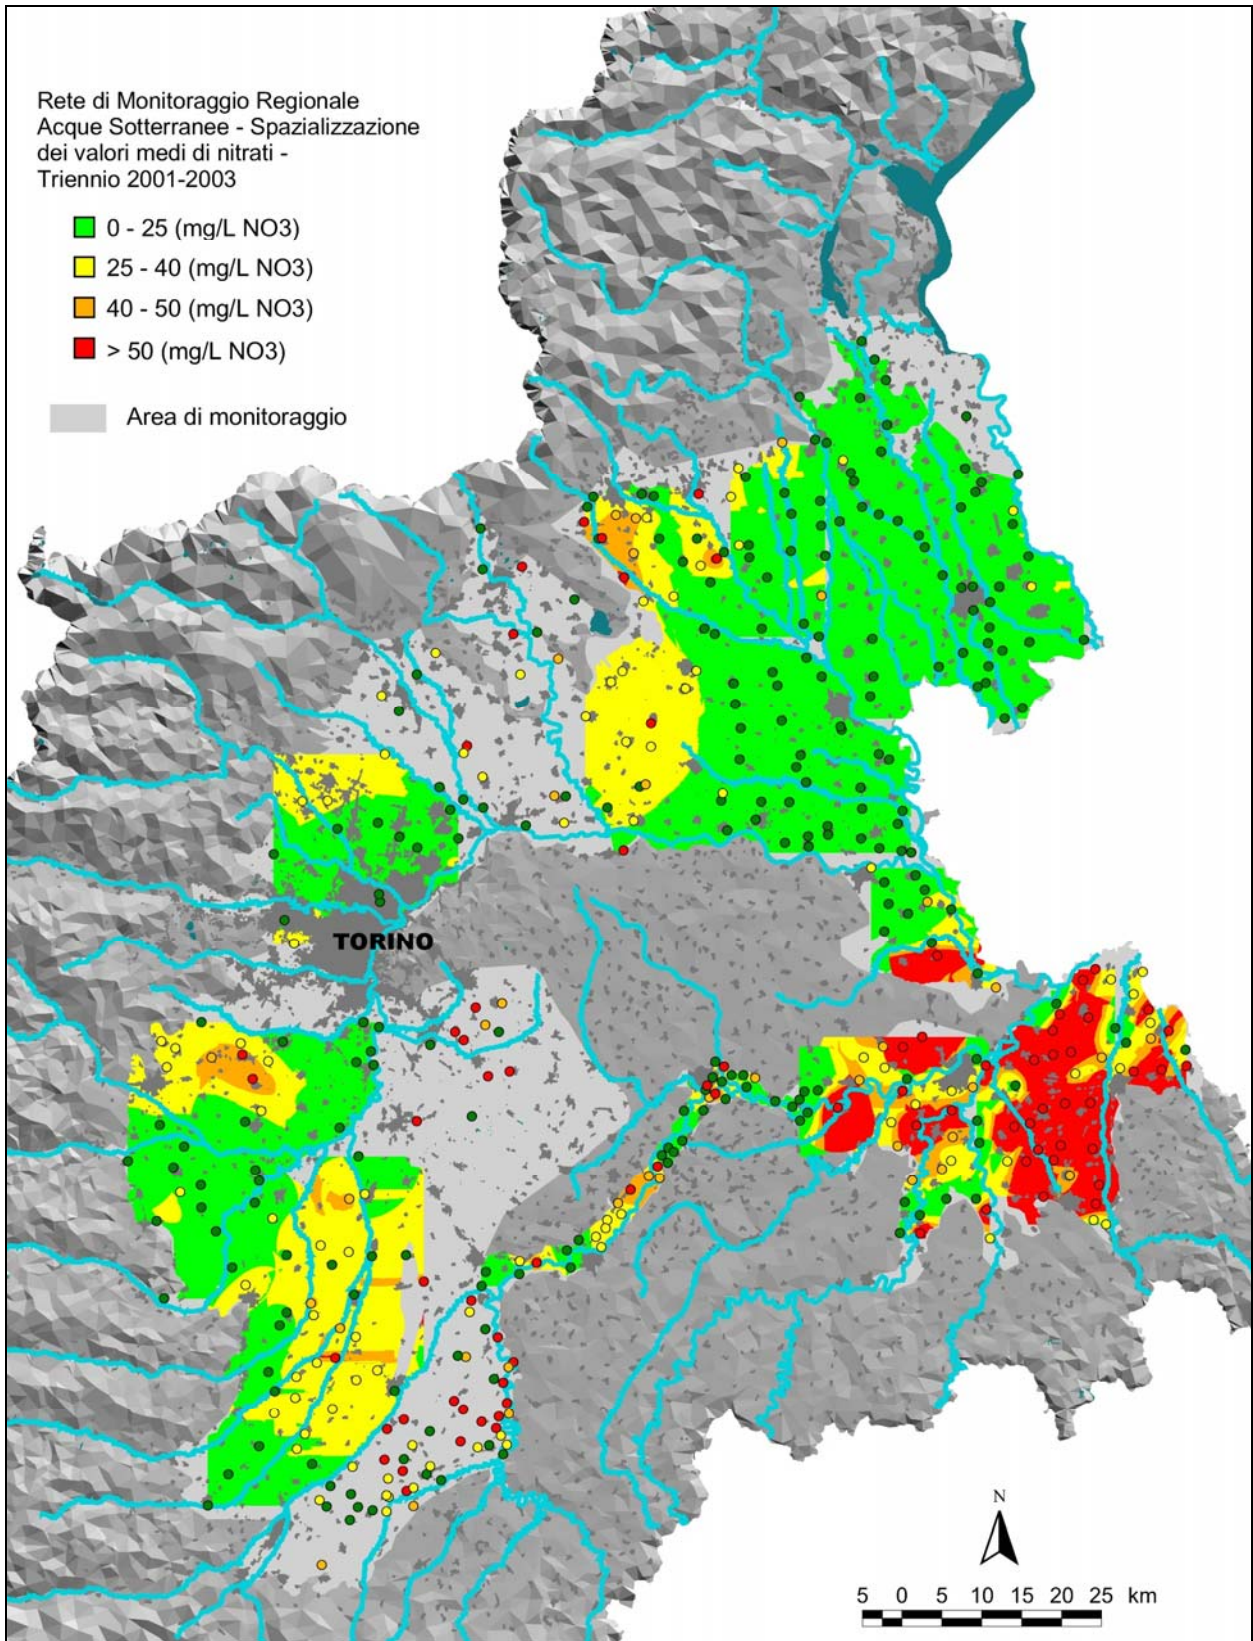 Rete di Monitoraggio Regionale
Acque Sotterranee - Spazializzazione
dei valori medi di nitrati -
Triennio 2001-2003
0 - 25 (mg/L NO3)
25 - 40 (mg/L NO3)
40 - 50 (mg/L NO3)
> 50 (mg/L NO3)
Area di monitoraggio
TORINO
N
5 0 5 10 15 20 25 km